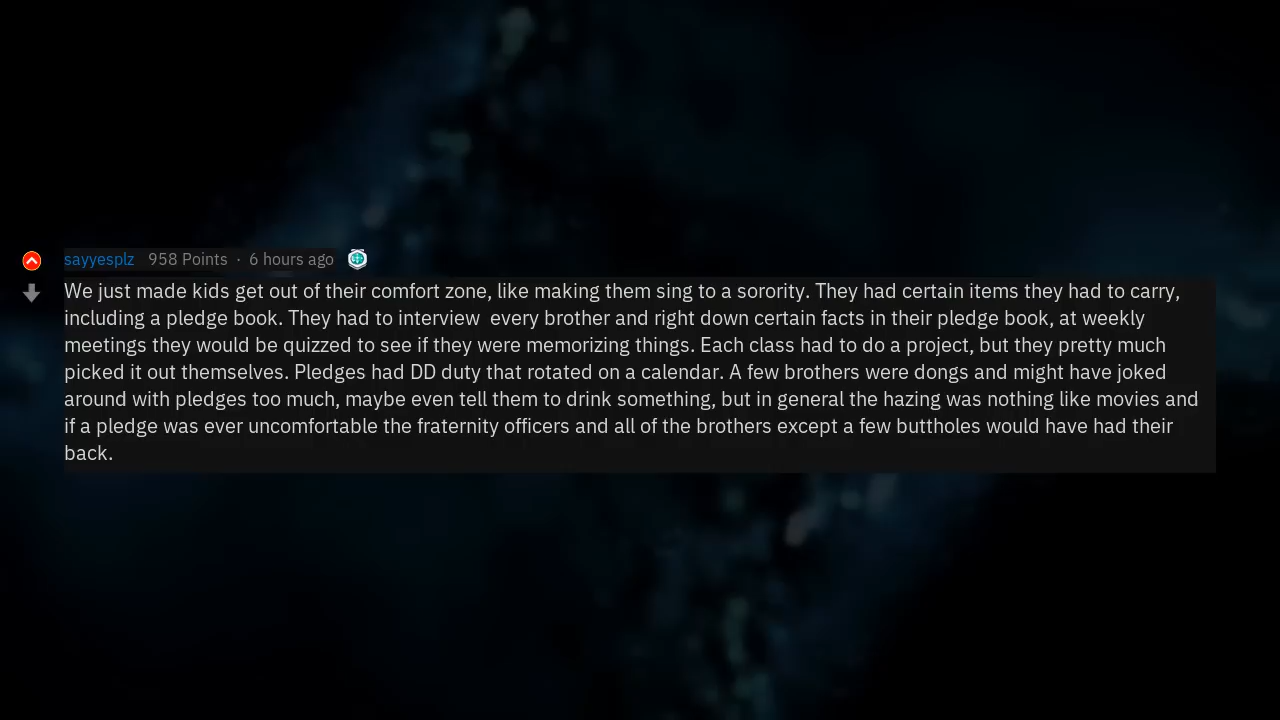 sayyesplz 958 Points · 6 hours ago
We just made kids get out of their comfort zone, like making them sing to a sorority. They had certain items they had to carry,
including a pledge book. They had to interview  every brother and right down certain facts in their pledge book, at weekly
meetings they would be quizzed to see if they were memorizing things. Each class had to do a project, but they pretty much
picked it out themselves. Pledges had DD duty that rotated on a calendar. A few brothers were dongs and might have joked
around with pledges too much, maybe even tell them to drink something, but in general the hazing was nothing like movies and
if a pledge was ever uncomfortable the fraternity officers and all of the brothers except a few buttholes would have had their
back.